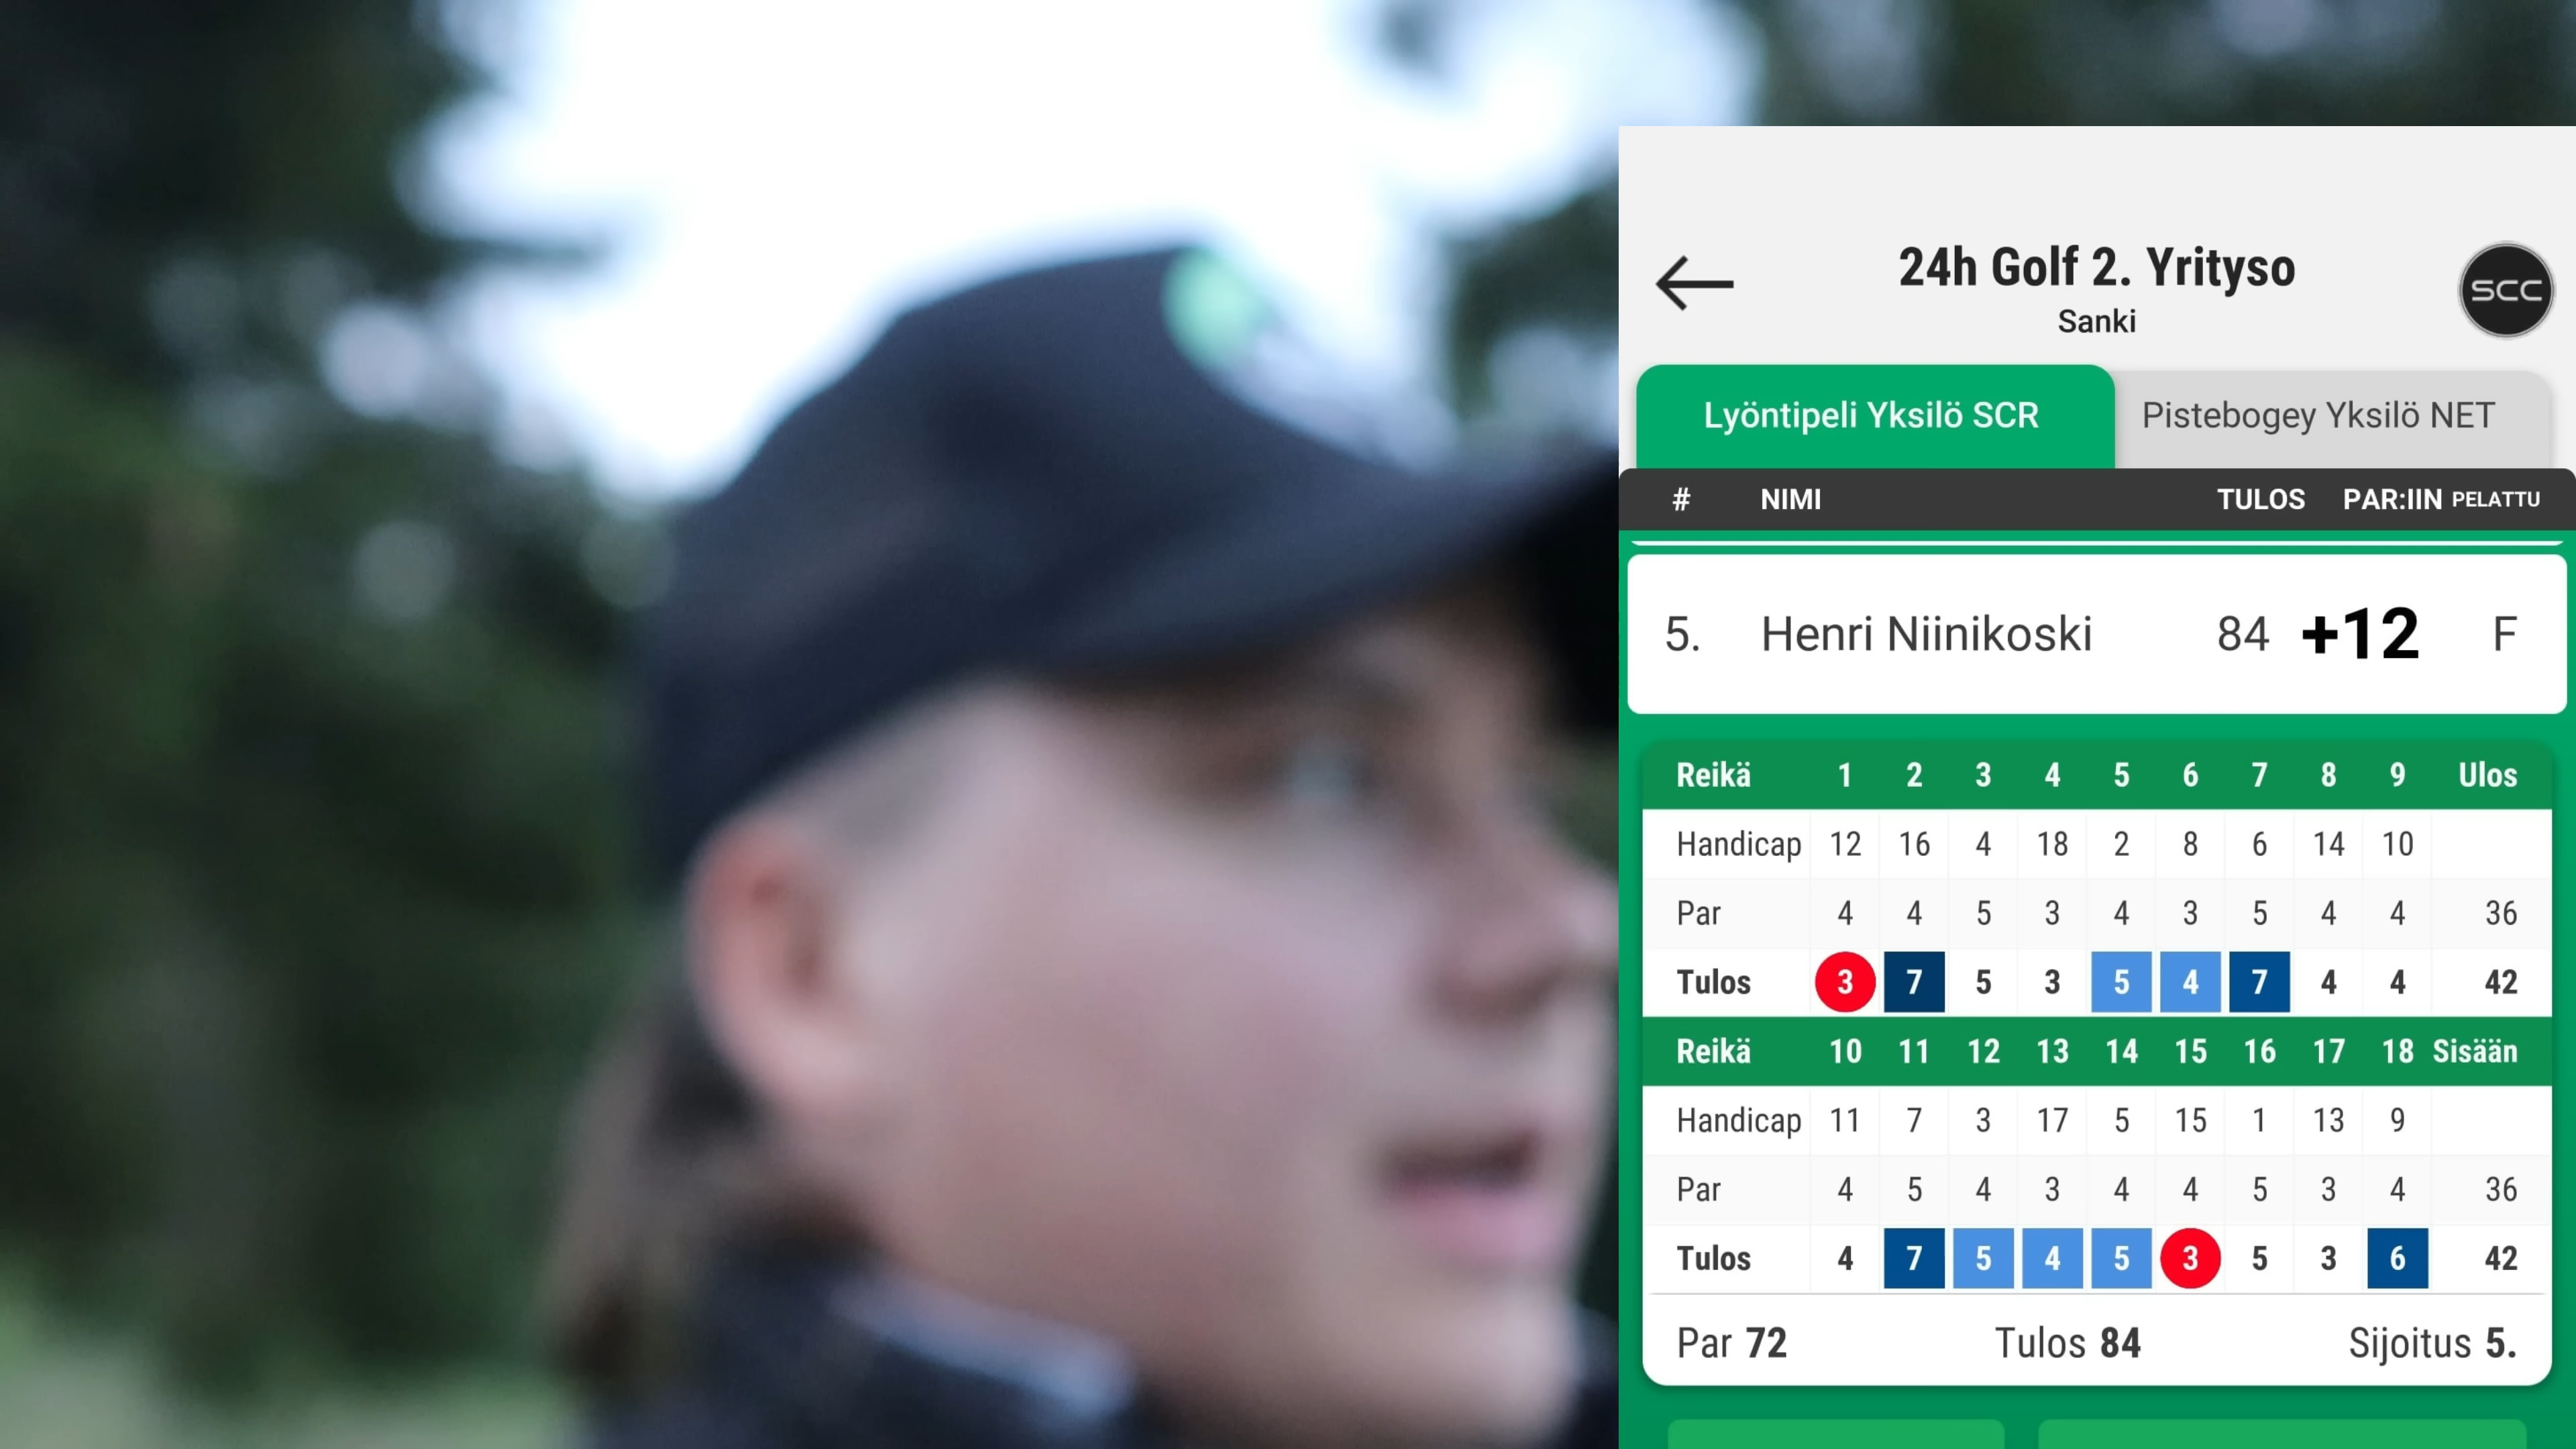 24h Golf 2. Yrityso
Sanki
SCC
Lyöntipeli Yksilö SCR Pistebogey Yksilö NET
# NIMI TULOS PAR:IIN PELATTU
5. Henri Niinikoski 84 +12 F
Reikä 1 2 3 4 5 6 7 8 9 Ulos
Handicap 12 16 4 18 2 8 6 14 10
Par 4 4 5 3 4 3 5 4 4 36
Tulos 3 7 5 3 5 4 7 4 4 42
Reikä 10 11 12 13 14 15 16 17 18 Sisään
Handicap 11 7 3 17 5 15 1 13 9
Par 4 5 4 3 4 4 5 3 4 36
Tulos 4 7 5 4 5 3 5 3 6 42
Par 72 Tulos 84 Sijoitus 5.